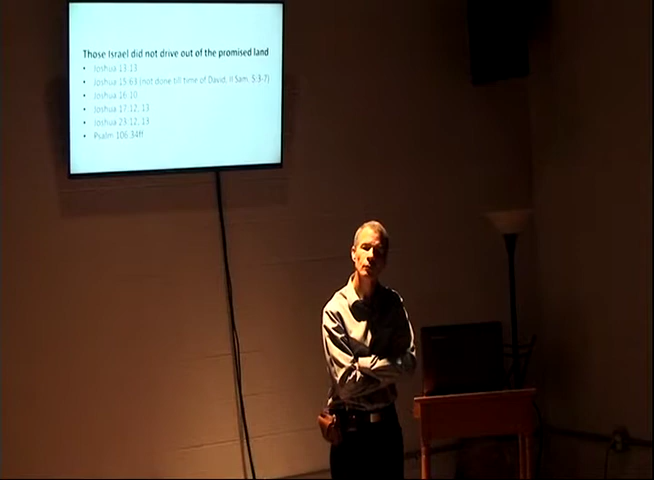 Those Israel did not drive out of the promised land
• Joshua 13:13
• Joshua 15:63 (not done till time of David, II Sam. 5:3-7)
• Joshua 16:10
• Joshua 17:12, 13
• Joshua 23:12, 13
• Psalm 106:34ff